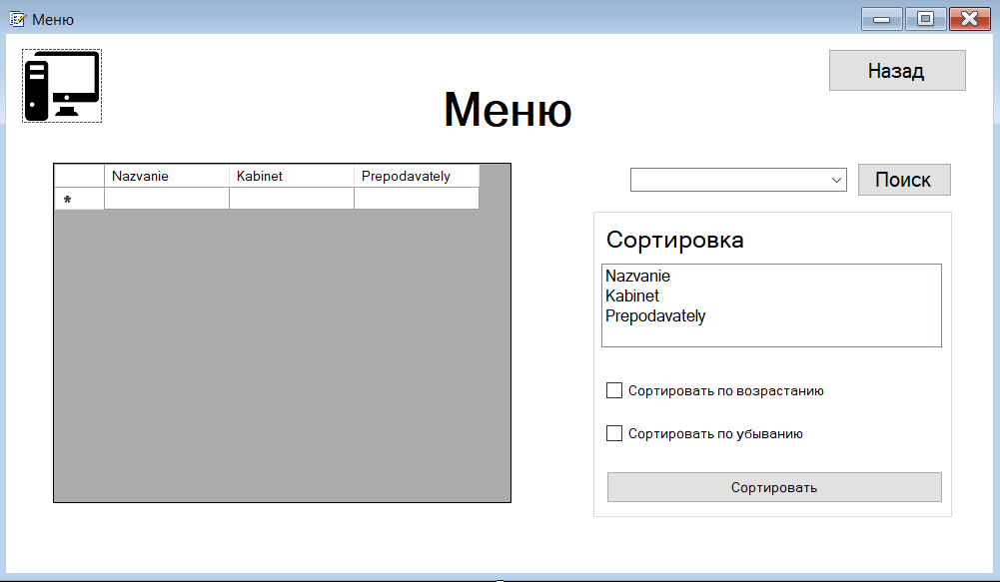 Меню
Назад
Меню
Nazvanie Kabinet Prepodavately
*
Поиск
Сортировка
Nazvanie
Kabinet
Prepodavately
Сортировать по возрастанию
Сортировать по убыванию
Сортировать